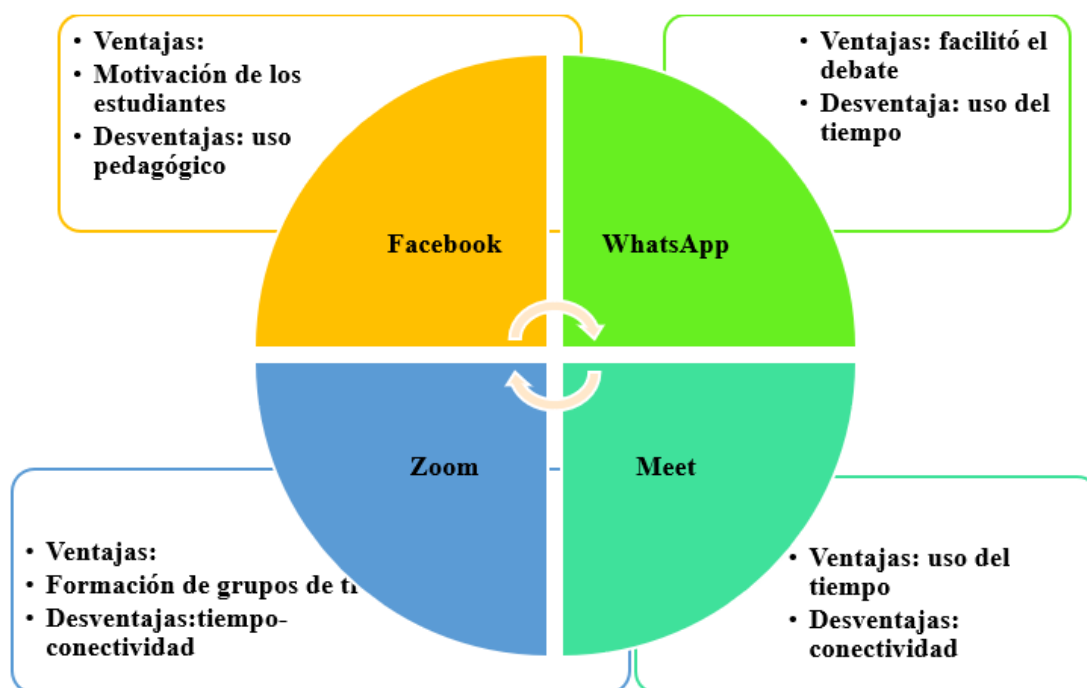 • Ventajas:
• Motivación de los
estudiantes
• Desventajas: uso
pedagógico
• Ventajas: facilitó el
debate
• Desventaja: uso del
tiempo
Facebook
WhatsApp
Zoom
Meet
• Ventajas:
• Formación de grupos de
• Desventajas:tiempo-
conectividad
• Ventajas: uso del
tiempo
• Desventajas:
conectividad